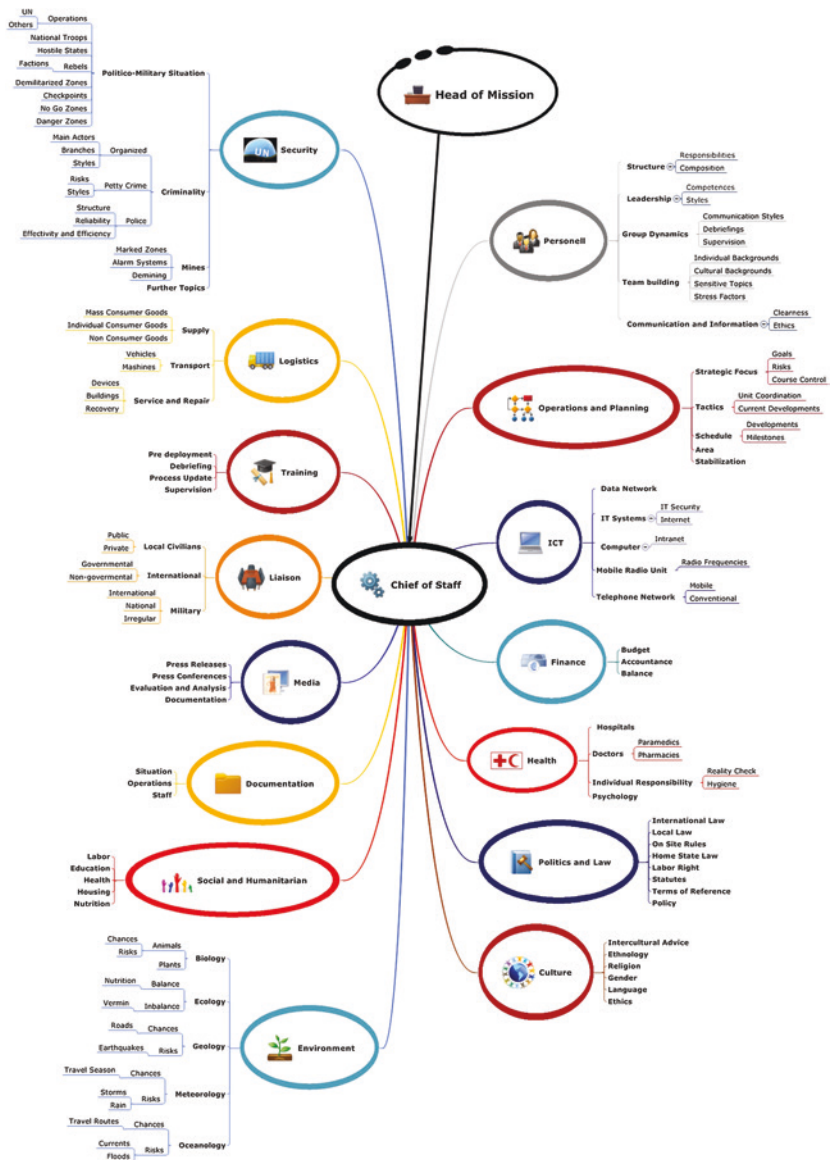 Head of Mission
Chief of Staff
Security
UN
Politico-Military Situation
Operations
UN
Others
National Troops
Hostile States
Rebels
Factions
Demilitarized Zones
Checkpoints
No Go Zones
Danger Zones
Criminality
Organized
Main Actors
Branches
Styles
Petty Crime
Risks
Styles
Police
Structure
Reliability
Effectivity and Efficiency
Mines
Marked Zones
Alarm Systems
Demining
Further Topics
Logistics
Supply
Mass Consumer Goods
Individual Consumer Goods
Non Consumer Goods
Transport
Vehicles
Mashines
Service and Repair
Devices
Buildings
Recovery
Training
Pre deployment
Debriefing
Process Update
Supervision
Liaison
Local Civilians
Public
Private
International
Governmental
Non-govermental
Military
International
National
Irregular
Media
Press Releases
Press Conferences
Evaluation and Analysis
Documentation
Documentation
Situation
Operations
Staff
Social and Humanitarian
Labor
Education
Health
Housing
Nutrition
Environment
Biology
Animals
Chances
Risks
Plants
Ecology
Balance
Nutrition
Inbalance
Vermin
Geology
Chances
Roads
Risks
Earthquakes
Meteorology
Chances
Travel Season
Risks
Storms
Rain
Oceanology
Chances
Travel Routes
Risks
Currents
Floods
Personell
Structure
Responsibilities
Composition
Leadership
Competences
Styles
Group Dynamics
Communication Styles
Debriefings
Supervision
Team building
Individual Backgrounds
Cultural Backgrounds
Sensitive Topics
Stress Factors
Communication and Information
Clearness
Ethics
Operations and Planning
Strategic Focus
Goals
Risks
Course Control
Tactics
Unit Coordination
Current Developments
Schedule
Developments
Milestones
Area
Stabilization
ICT
Data Network
IT Systems
IT Security
Internet
Computer
Intranet
Mobile Radio Unit
Radio Frequencies
Telephone Network
Mobile
Conventional
Finance
Budget
Accountance
Balance
Health
Hospitals
Doctors
Paramedics
Pharmacies
Individual Responsibility
Reality Check
Hygiene
Psychology
Politics and Law
International Law
Local Law
On Site Rules
Home State Law
Labor Right
Statutes
Terms of Reference
Policy
Culture
Intercultural Advice
Ethnology
Religion
Gender
Language
Ethics